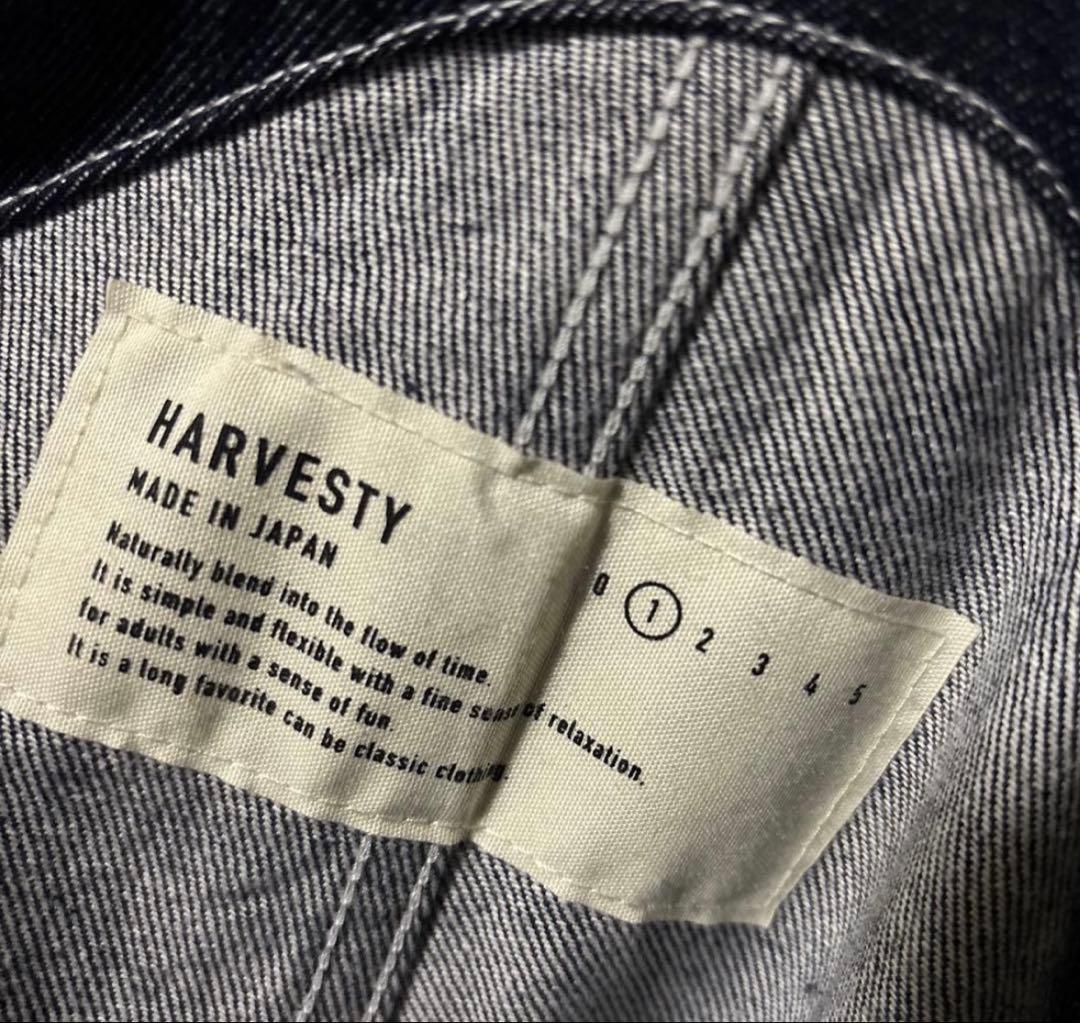 HARVESTY
MADE IN JAPAN
Naturally blend into the flow of time.
It is simple and flexible with a fine sense of relaxation.
for adults with a sense of fun.
It is a long favorite can be classic clothing.
0 1 2 3 4 5